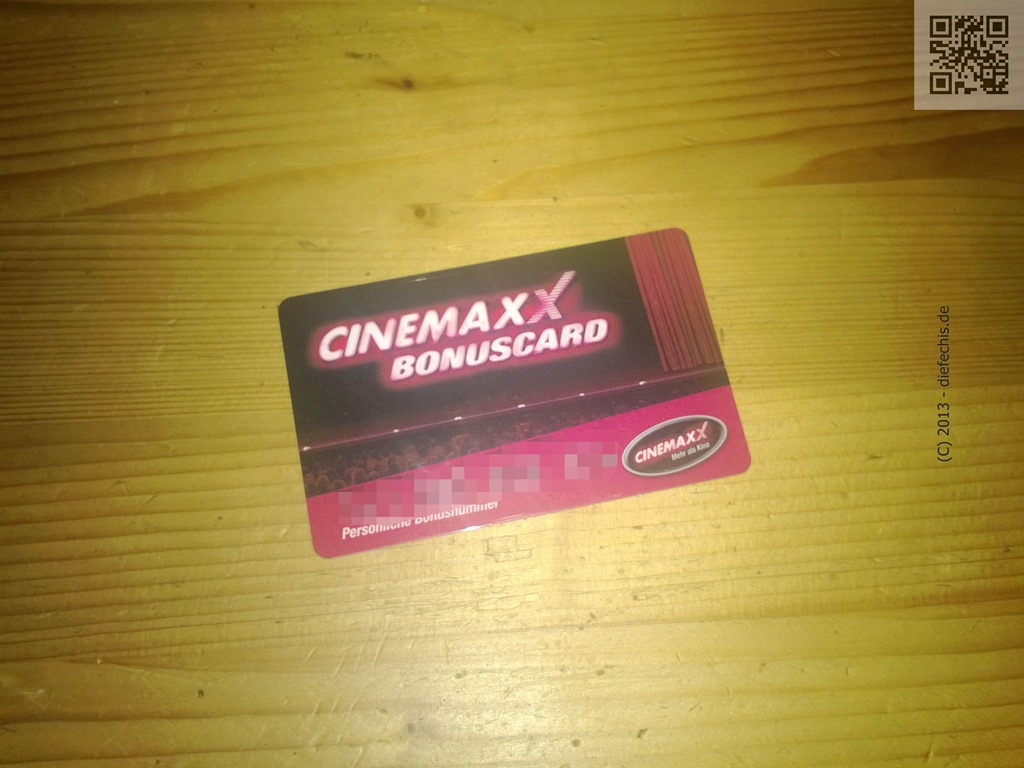 CINEMAXX
BONUSCARD
CINEMAXX
Mehr als Kino
Persönliche Bonusnummer
(C) 2013 - diefechis.de